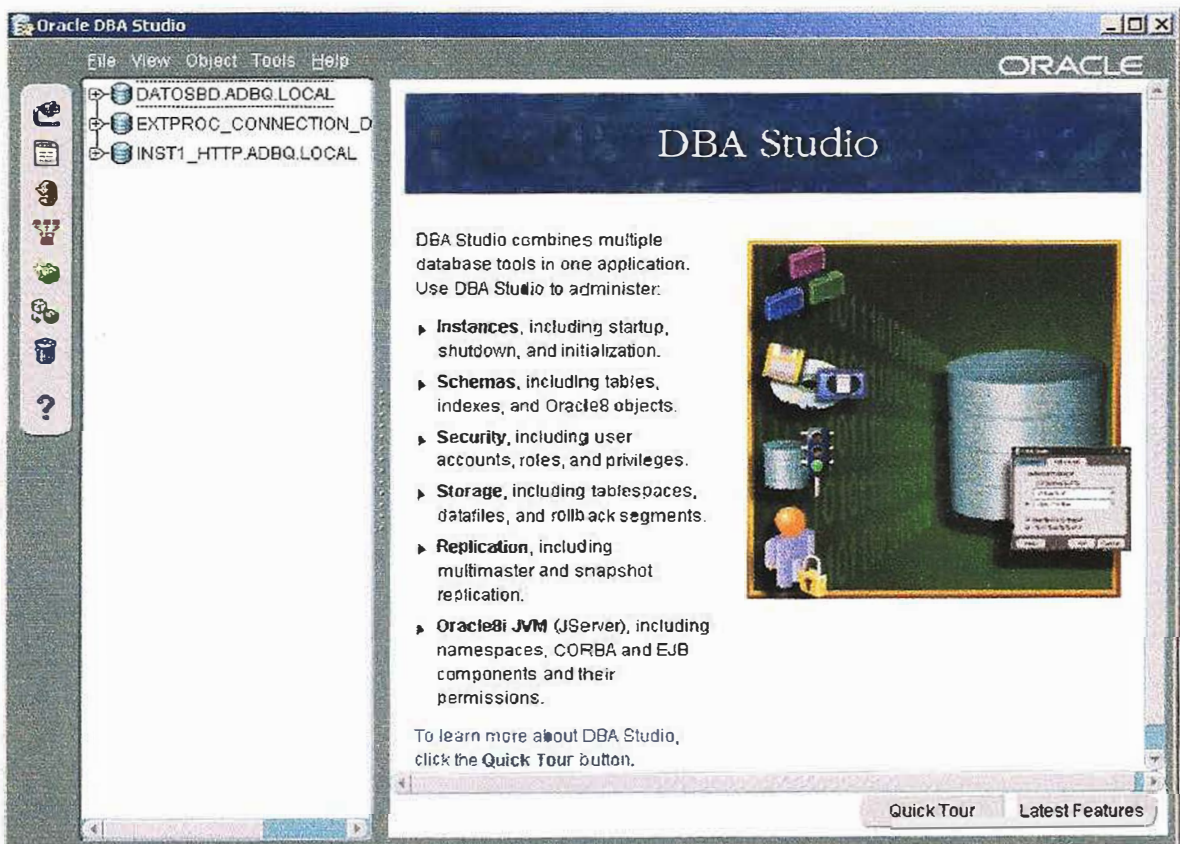 Oracle DBA Studio
File View Object Tools Help
ORACLE
DATOSBD.ADBQ.LOCAL
EXTPROC_CONNECTION_D
INST1_HTTP.ADBQ.LOCAL
DBA Studio
DBA Studio combines multiple
database tools in one application.
Use DBA Studio to administer:
Instances, including startup,
shutdown, and initialization.
Schemas, including tables,
indexes, and Oracle8 objects.
Security, including user
accounts, roles, and privileges.
Storage, including tablespaces,
datafiles, and rollback segments.
Replication, including
multimaster and snapshot
replication.
Oracle8i JVM (JServer), including
namespaces, CORBA and EJB
components and their
permissions.
To learn more about DBA Studio,
click the Quick Tour button.
Quick Tour
Latest Features